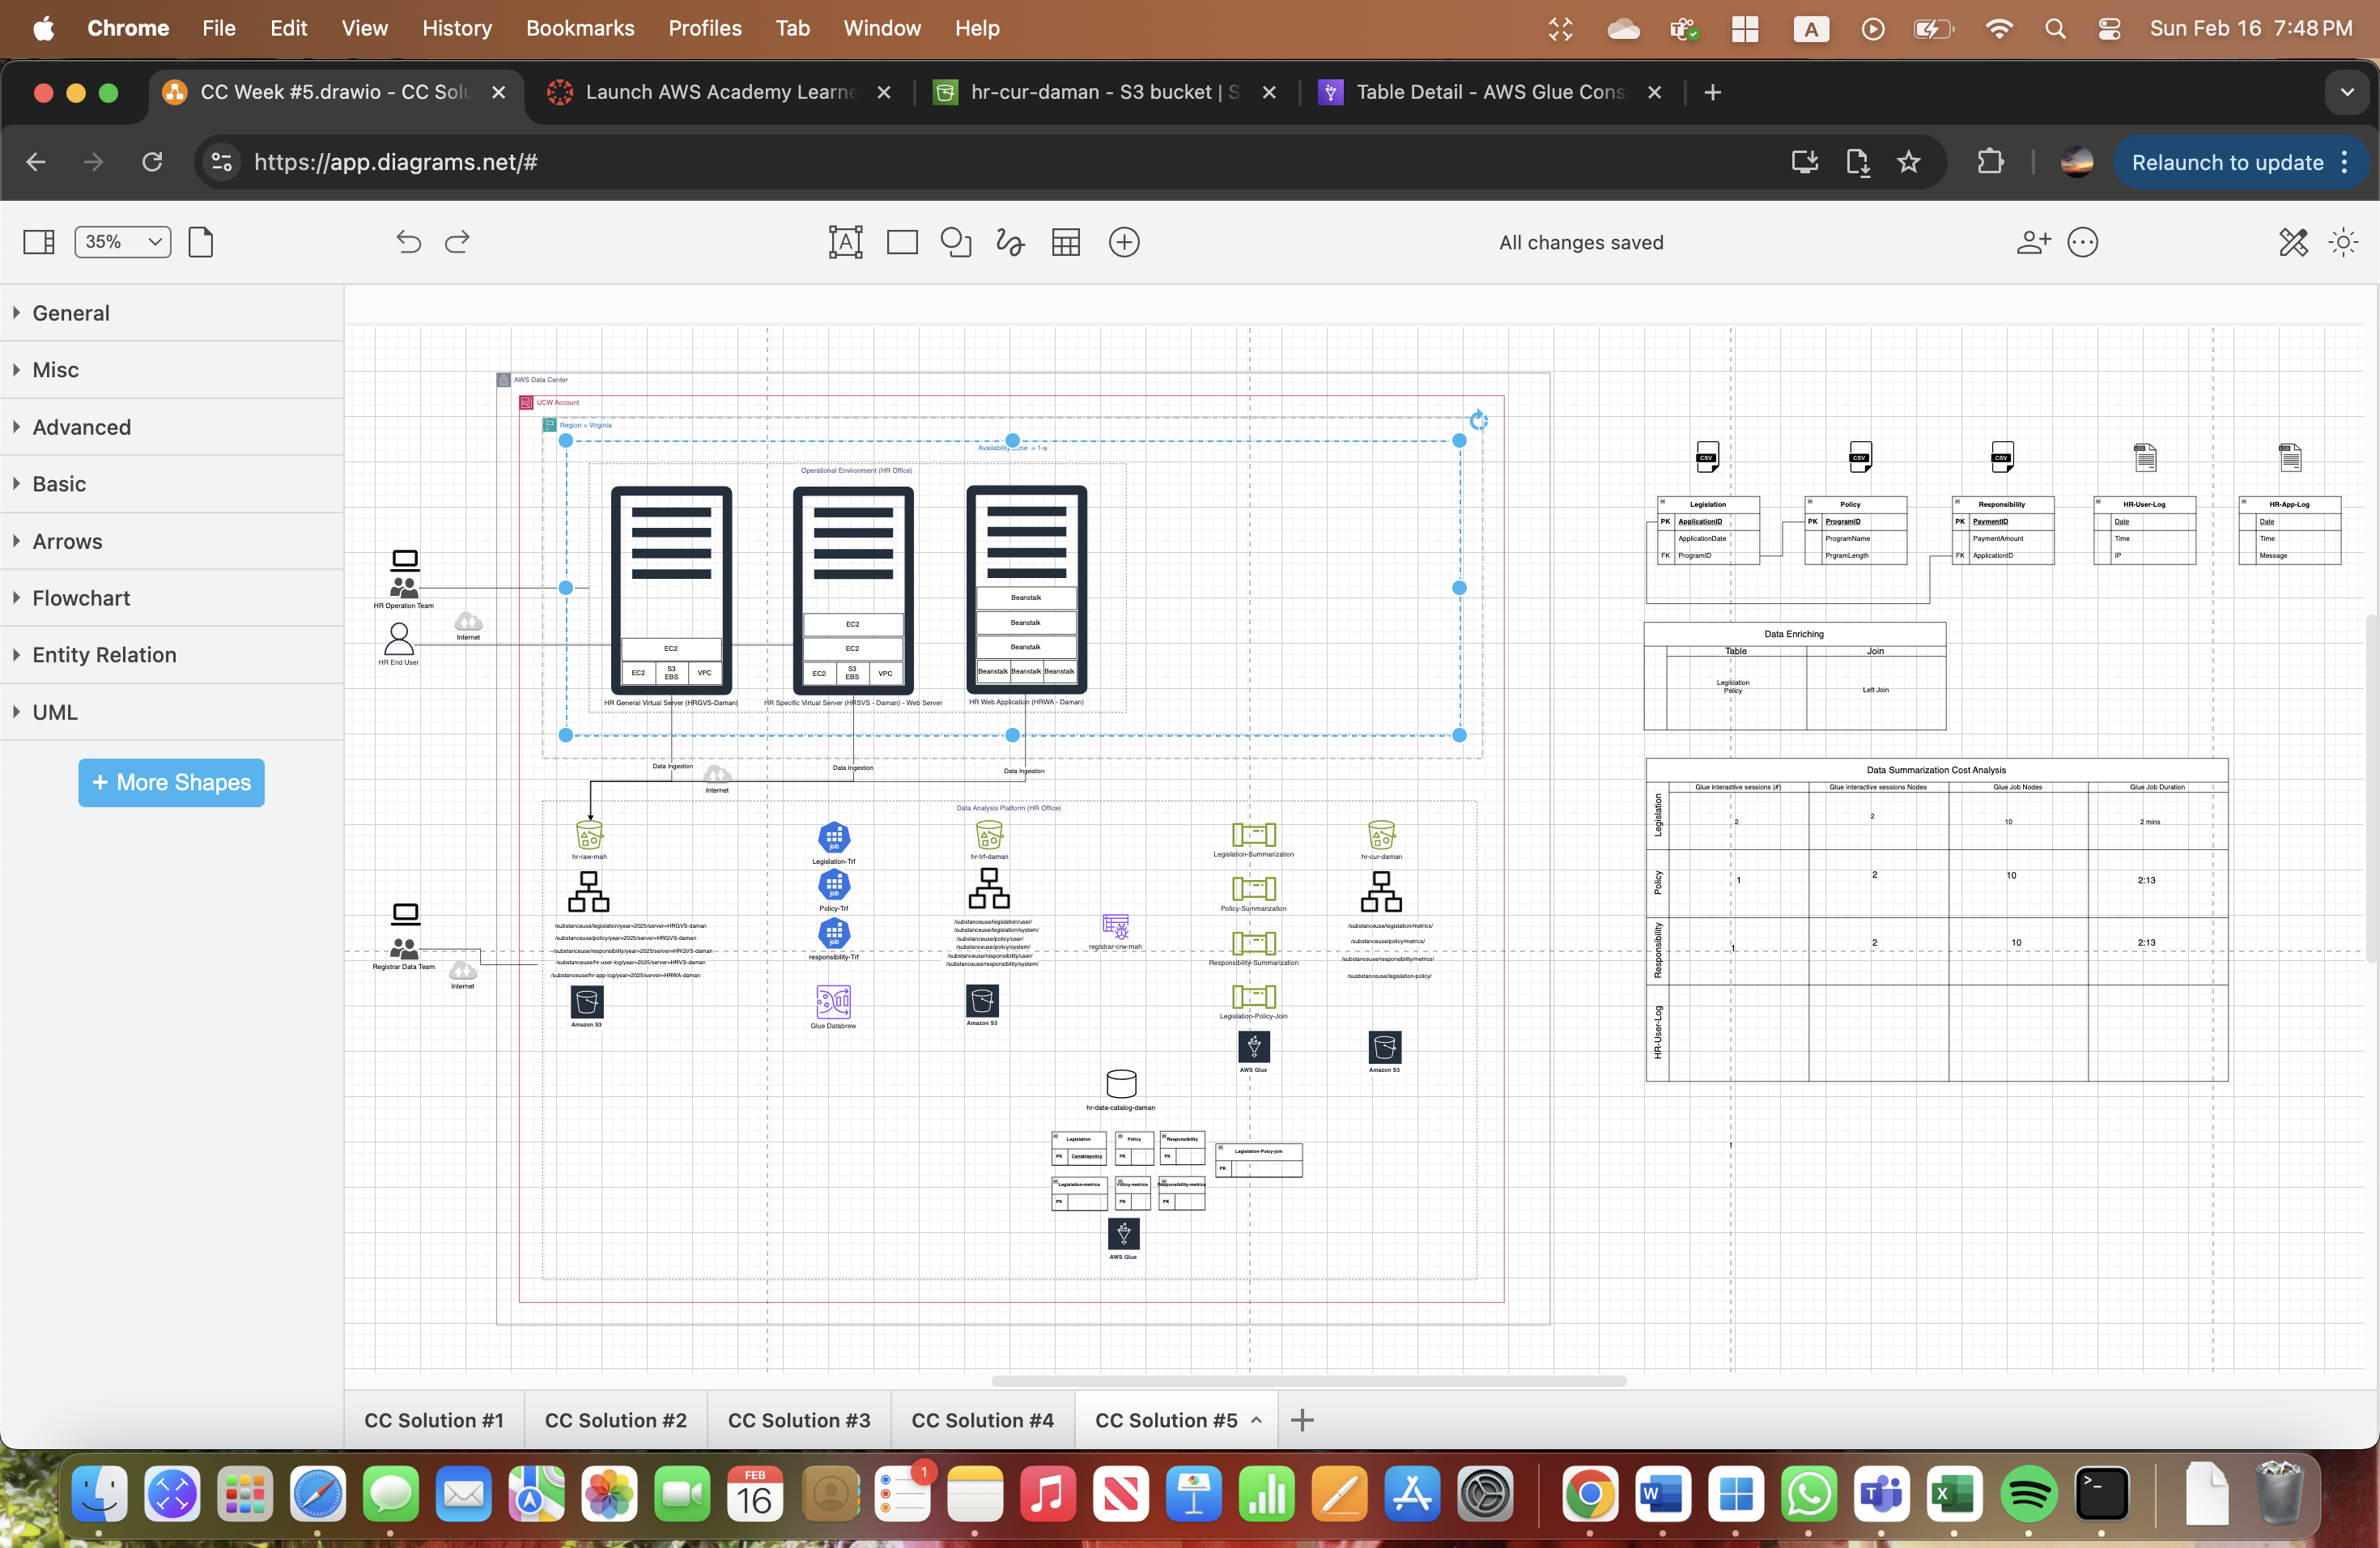 Chrome File Edit View History Bookmarks Profiles Tab Window Help
A
Sun Feb 16 7:48 PM
CC Week #5.drawio - CC Solu
Launch AWS Academy Learne
hr-cur-daman - S3 bucket | S
Table Detail - AWS Glue Cons
https://app.diagrams.net/#
Relaunch to update
35%
All changes saved
General
Misc
Advanced
Basic
Arrows
Flowchart
Entity Relation
UML
+ More Shapes
AWS Data Center
UCW Account
Region = Virginia
Availability Zone = 1-a
Operational Environment (HR Office)
HR Operation Team
Internet
HR End User
EC2
EC2 S3 EBS VPC
HR General Virtual Server (HRGVS-Daman)
EC2
EC2
EC2 S3 EBS VPC
HR Specific Virtual Server (HRSVS - Daman) - Web Server
Beanstalk
Beanstalk
Beanstalk
Beanstalk Beanstalk Beanstalk
HR Web Application (HRWA - Daman)
Data Ingestion
Internet
Data Ingestion
Data Ingestion
Data Analysis Platform (HR Office)
Registrar Data Team
Internet
hr-raw-mah
/substanceuse/legislation/year=2025/server=HRGVS-daman
/substanceuse/policy/year=2025/server=HRGVS-daman
/substanceuse/responsibility/year=2025/server=HRGVS-daman
/substanceuse/hr-user-log/year=2025/server=HRVS-daman
/substanceuse/hr-app-log/year=2025/server=HRWA-daman
Amazon S3
job
Legislation-Trf
job
Policy-Trf
job
responsibility-Trf
Glue Databrew
hr-trf-daman
/substanceuse/legislation/user/
/substanceuse/legislation/system/
/substanceuse/policy/user/
/substanceuse/policy/system/
/substanceuse/responsibility/user/
/substanceuse/responsibility/system/
Amazon S3
registrar-crw-mah
Legislation-Summarization
Policy-Summarization
Responsibility-Summarization
Legislation-Policy-Join
AWS Glue
hr-cur-daman
/substanceuse/legislation/metrics/
/substanceuse/policy/metrics/
/substanceuse/responsibility/metrics/
/susbstanceuse/legislation-policy/
Amazon S3
hr-data-catalog-daman
Legislation
PK Canabispolicy
Policy
PK
Responsibility
PK
Legislation-Poicy-join
PK
Legislation-metrics
PK
Policy-metrics
PK
Responsibility-metrics
PK
AWS Glue
CSV
CSV
CSV
Legislation
PK ApplicationID
ApplicationDate
FK ProgramID
Policy
PK ProgramID
ProgramName
PrgramLength
Responsibility
PK PaymentID
PaymentAmount
FK ApplicationID
HR-User-Log
Date
Time
IP
HR-App-Log
Date
Time
Message
Data Enriching
Table Join
Legislation
Policy
Left Join
Data Summarization Cost Analysis
Glue interactive sessions (#) Glue interactive sessions Nodes Glue Job Nodes Glue Job Duration
Legislation 2 2 10 2 mins
Policy 1 2 10 2:13
Responsibility 1 2 10 2:13
HR-User-Log
1
CC Solution #1 CC Solution #2 CC Solution #3 CC Solution #4 CC Solution #5
FEB
16
1